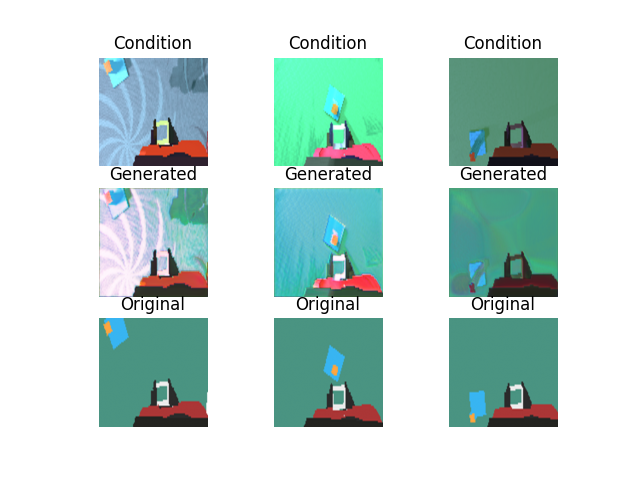 Condition Condition Condition
Generated Generated Generated
Original Original Original